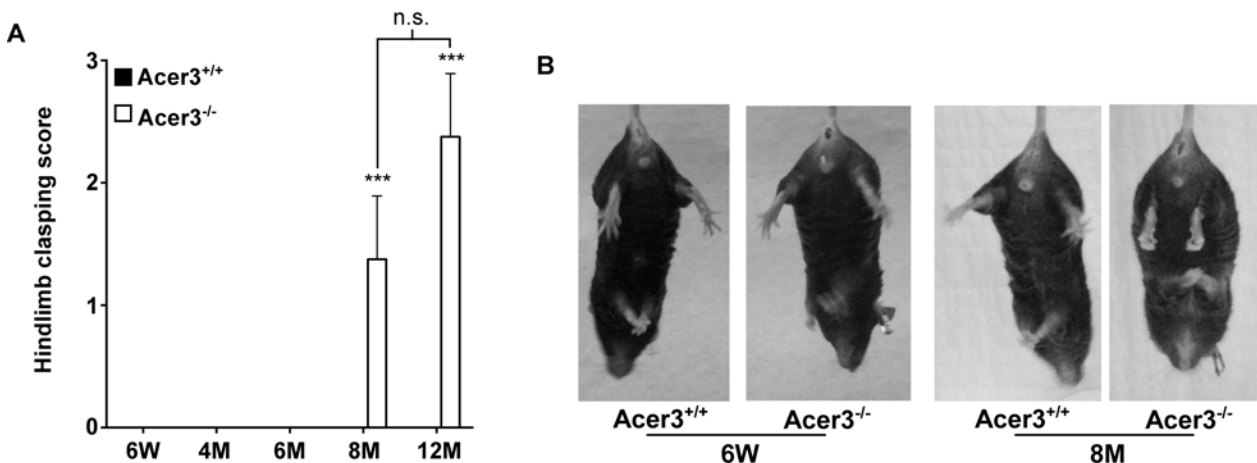 A
n.s.
***
***
Acer3+/+
Acer3-/-
Hindlimb clasping score
3
2
1
0
6W 4M 6M 8M 12M
B
Acer3+/+ Acer3-/- Acer3+/+ Acer3-/-
6W 8M